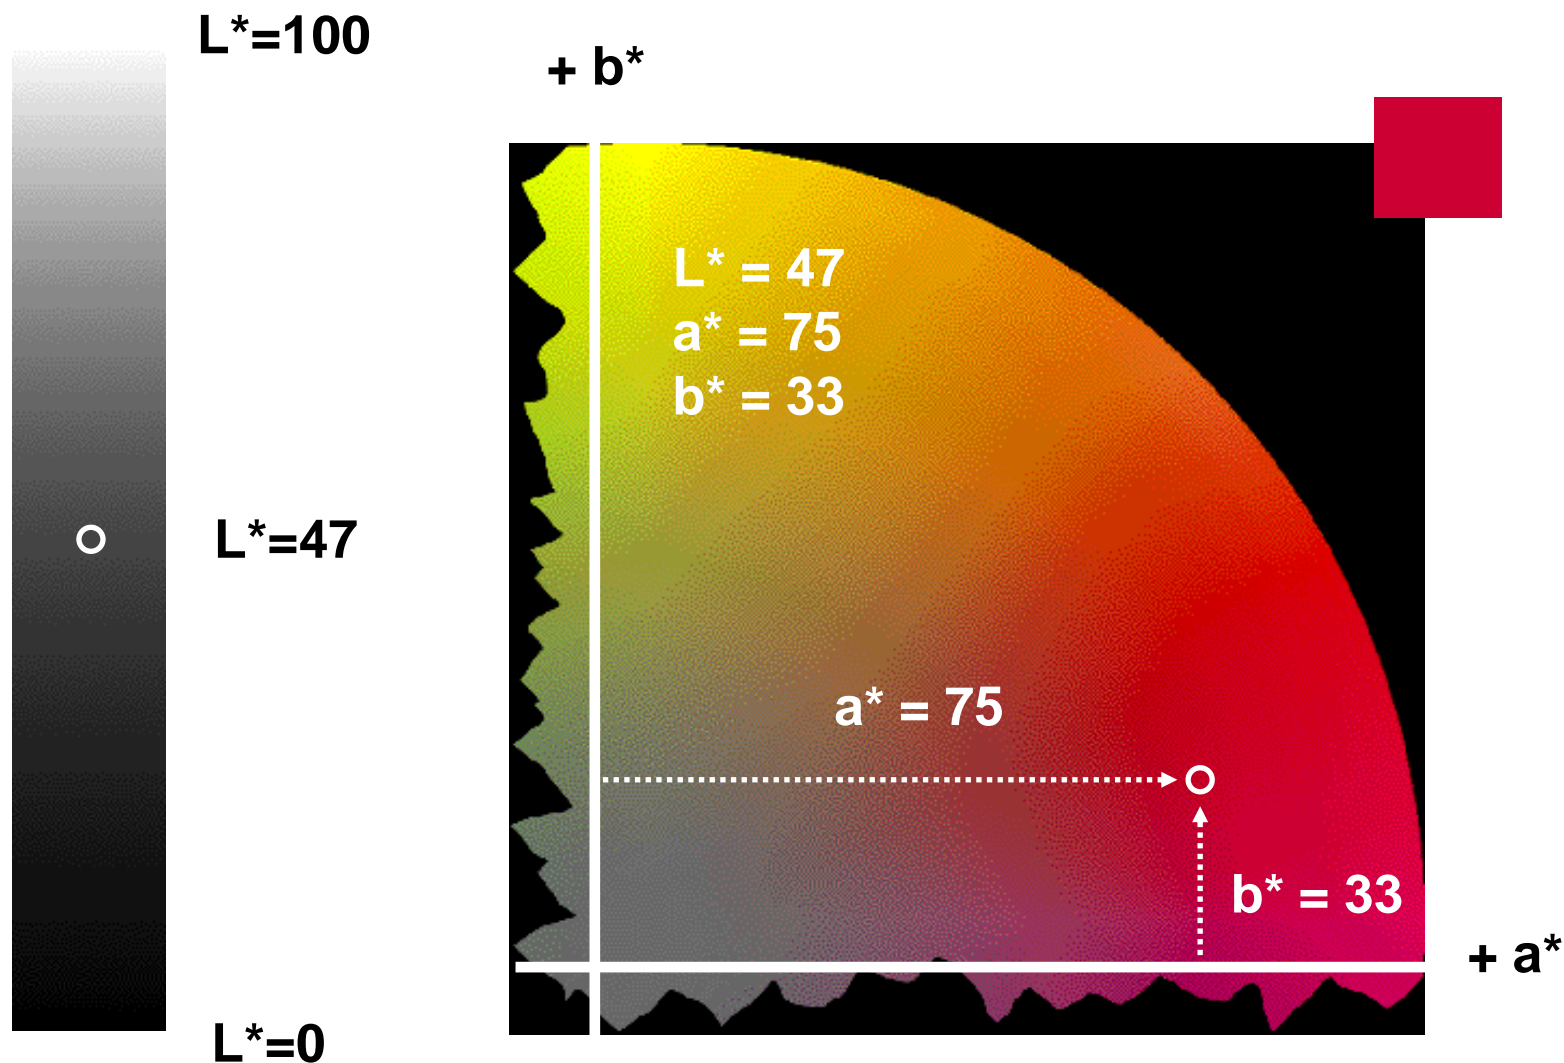 L*=100
+ b*
L* = 47
a* = 75
b* = 33
L*=47
a* = 75
b* = 33
+ a*
L*=0